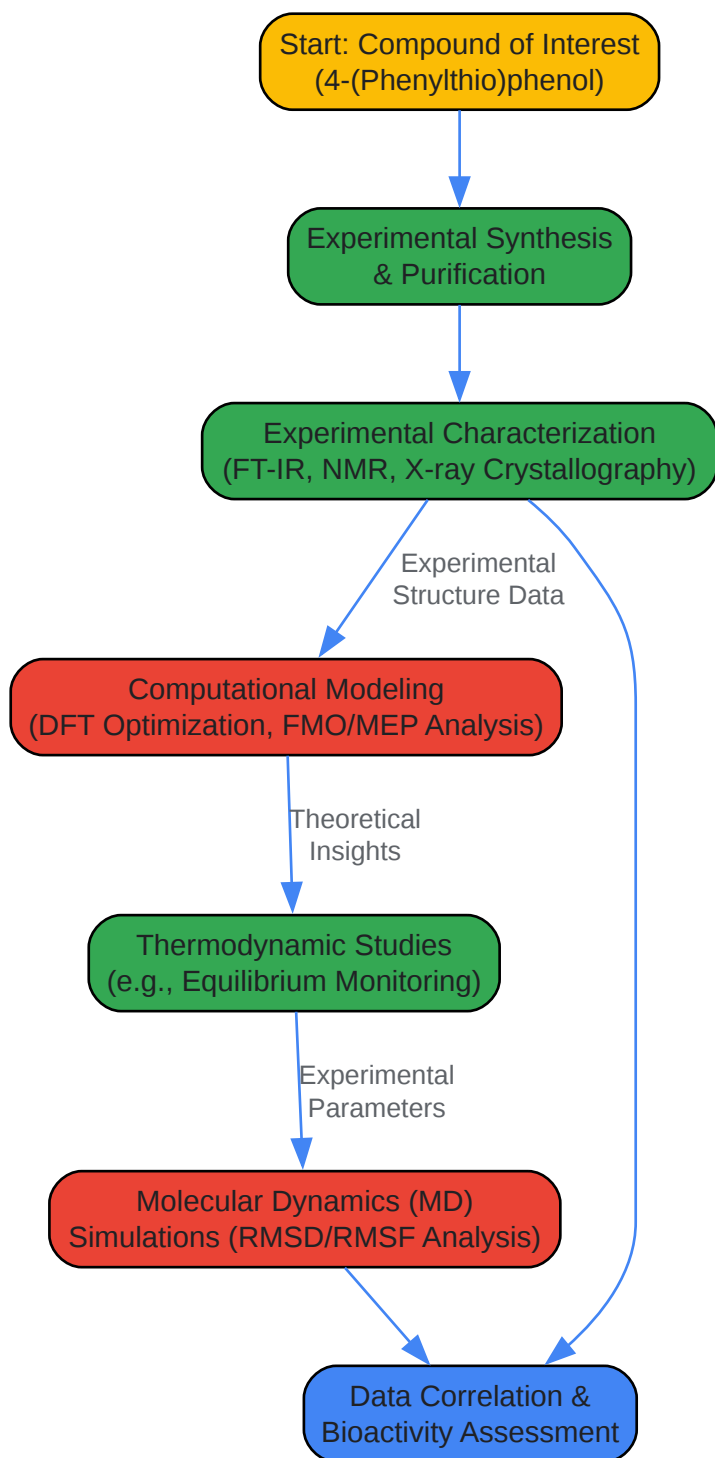 Start: Compound of Interest
(4-(Phenylthio)phenol)
Experimental Synthesis
& Purification
Experimental Characterization
(FT-IR, NMR, X-ray Crystallography)
Experimental
Structure Data
Computational Modeling
(DFT Optimization, FMO/MEP Analysis)
Theoretical
Insights
Thermodynamic Studies
(e.g., Equilibrium Monitoring)
Experimental
Parameters
Molecular Dynamics (MD)
Simulations (RMSD/RMSF Analysis)
Data Correlation &
Bioactivity Assessment